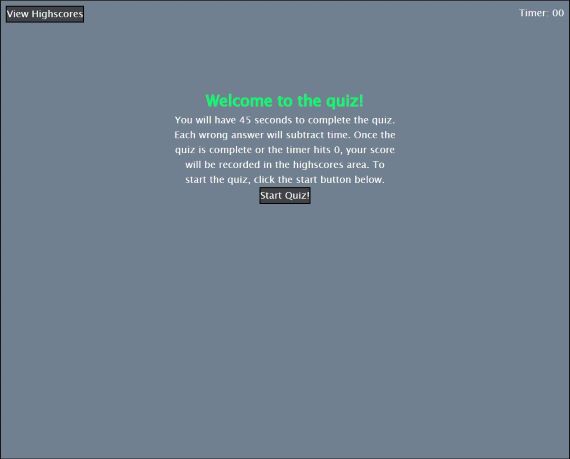 View Highscores
Timer: 00
Welcome to the quiz!
You will have 45 seconds to complete the quiz.
Each wrong answer will subtract time. Once the
quiz is complete or the timer hits 0, your score
will be recorded in the highscores area. To
start the quiz, click the start button below.
Start Quiz!